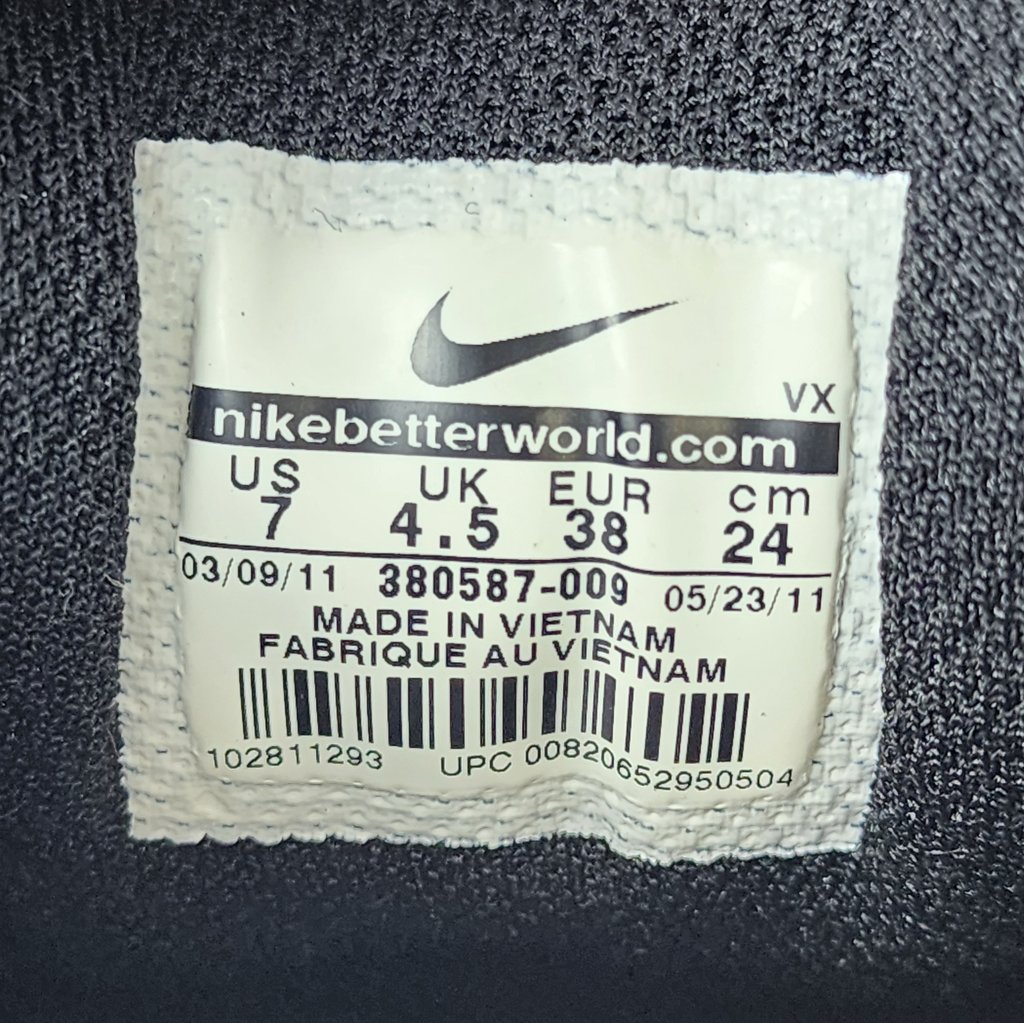 VX
nikebetterworld.com
US UK EUR cm
7 4.5 38 24
03/09/11 380587-009 05/23/11
MADE IN VIETNAM
FABRIQUE AU VIETNAM
102811293 UPC 00820652950504